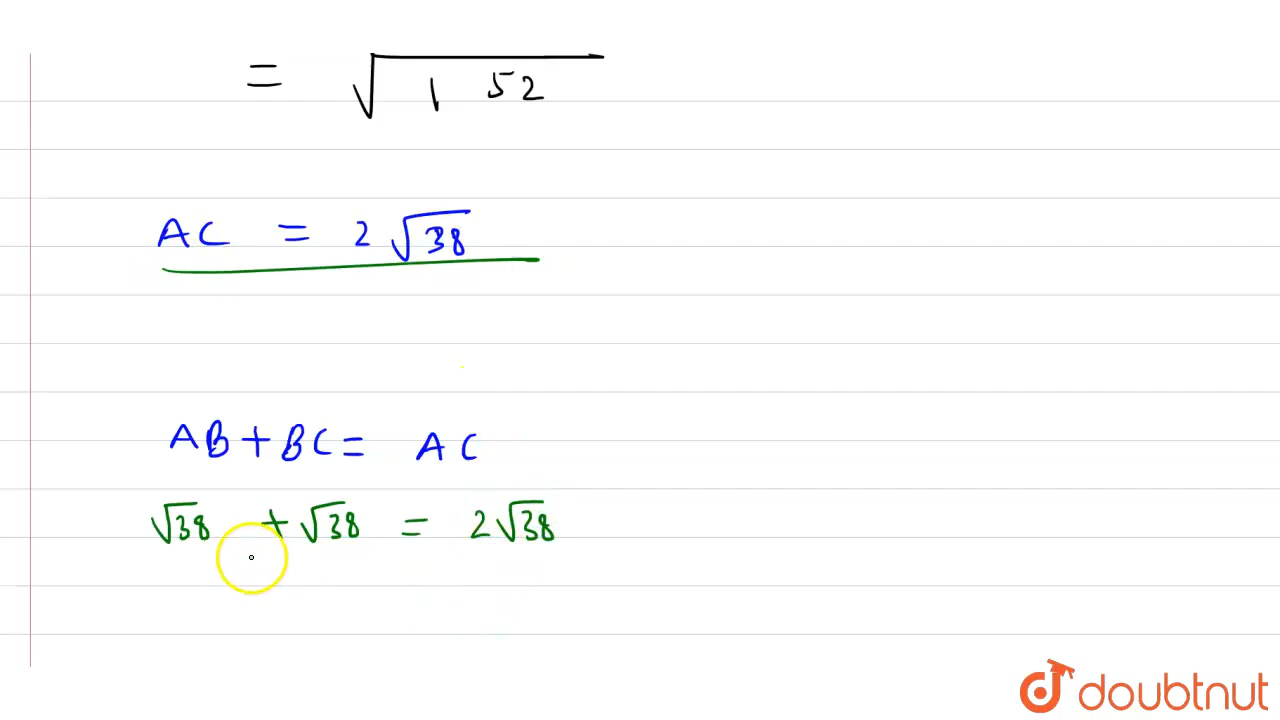 = √152
AC = 2√38
AB + BC = AC
√38 + √38 = 2√38
doubtnut